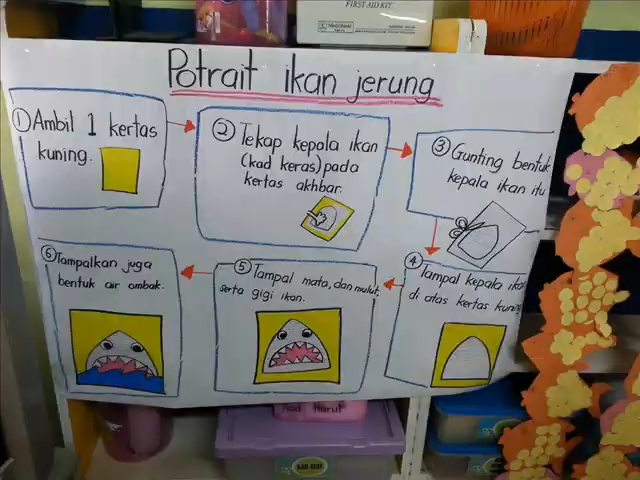 FIRST AID KIT
Potrait ikan jerung
① Ambil 1 kertas
kuning.
② Tekap kepala ikan
(kad keras) pada
kertas akhbar.
③ Gunting bentuk
kepala ikan itu
④ Tampal kepala ikan
di atas kertas kuning
⑤ Tampal mata, dan mulut,
serta gigi ikan.
⑥ Tampalkan juga
bentuk air ombak.